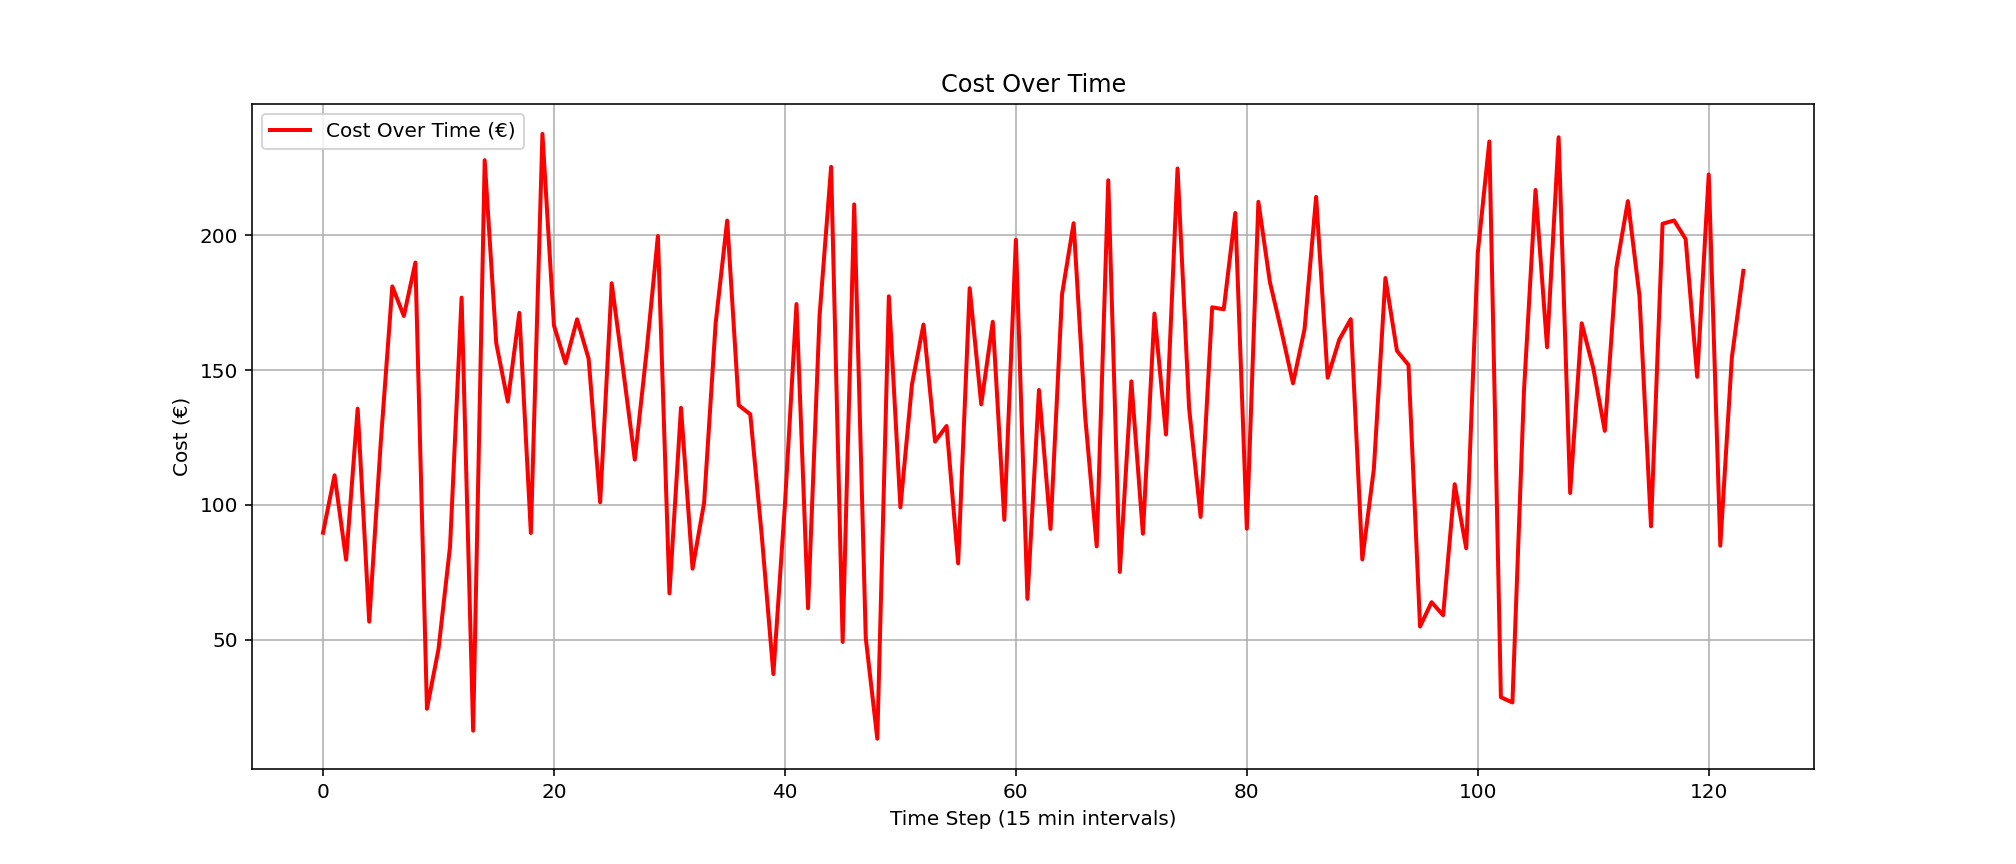 Cost Over Time
Cost Over Time (€)
200
150
100
50
Cost (€)
0 20 40 60 80 100 120
Time Step (15 min intervals)